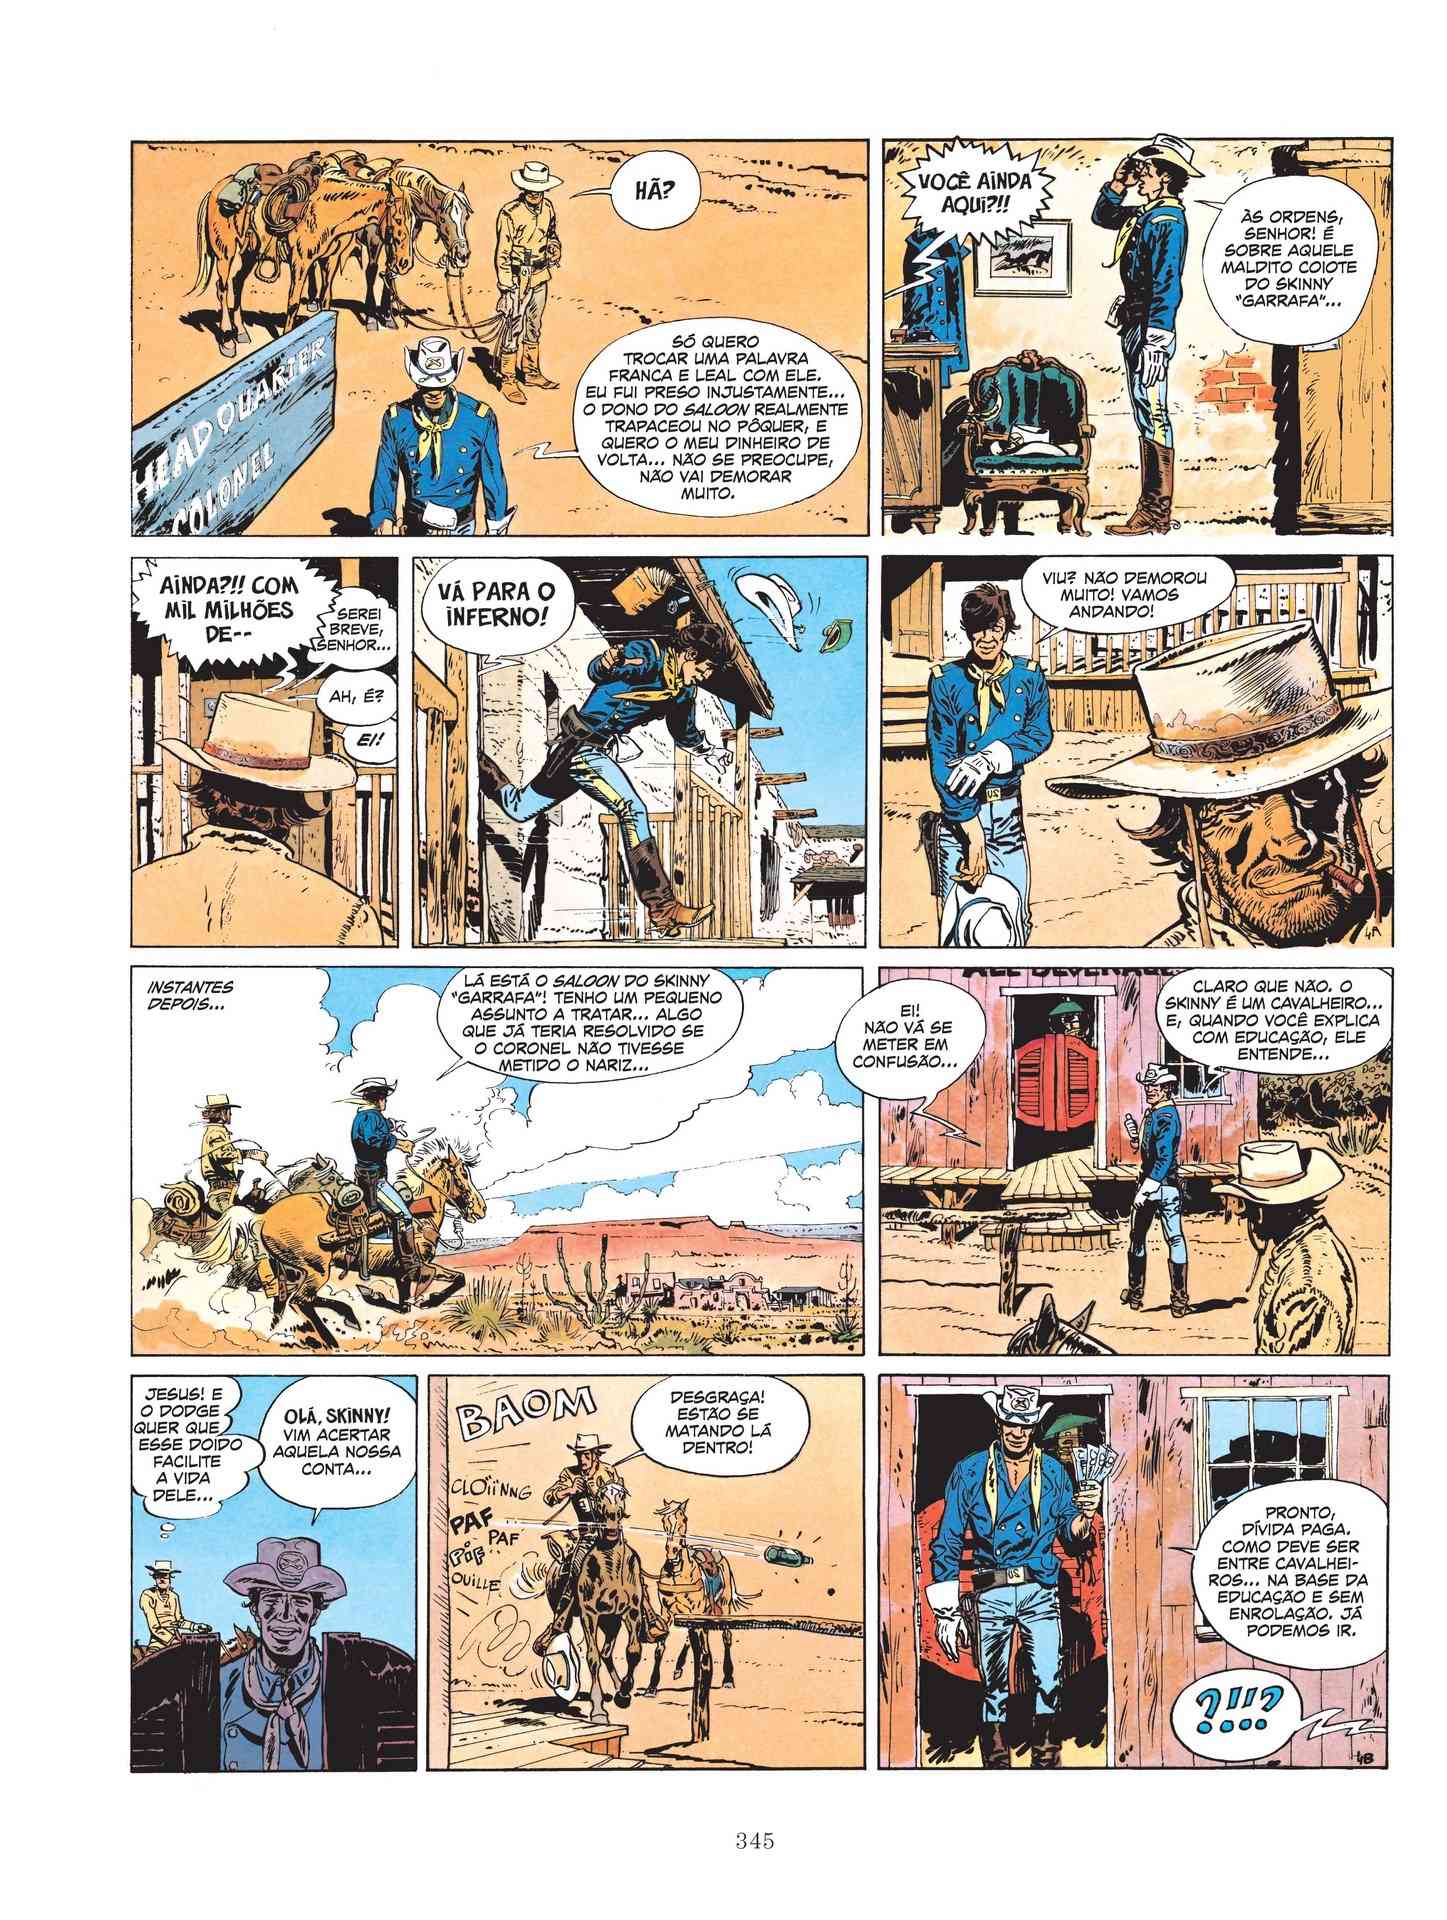 HÃ?
SÓ QUERO
TROCAR UMA PALAVRA
FRANCA E LEAL COM ELE.
EU FUI PRESO INJUSTAMENTE...
O DONO DO SALOON REALMENTE
TRAPACEOU NO PÔQUER, E
QUERO O MEU DINHEIRO DE
VOLTA... NÃO SE PREOCUPE,
NÃO VAI DEMORAR
MUITO.
HEADQUARTER
COLONEL
VOCÊ AINDA
AQUI?!!
ÀS ORDENS,
SENHOR! É
SOBRE AQUELE
MALDITO COIOTE
DO SKINNY
"GARRAFA"...
AINDA?!! COM
MIL MILHÕES
DE--
SEREI
BREVE,
SENHOR...
AH, É?
EI!
VÁ PARA O
INFERNO!
VIU? NÃO DEMOROU
MUITO! VAMOS
ANDANDO!
US
4A
INSTANTES
DEPOIS...
LÁ ESTÁ O SALOON DO SKINNY
"GARRAFA"! TENHO UM PEQUENO
ASSUNTO A TRATAR... ALGO
QUE JÁ TERIA RESOLVIDO SE
O CORONEL NÃO TIVESSE
METIDO O NARIZ...
ALL BEVERAGES
EI!
NÃO VÁ SE
METER EM
CONFUSÃO...
CLARO QUE NÃO. O
SKINNY É UM CAVALHEIRO...
E, QUANDO VOCÊ EXPLICA
COM EDUCAÇÃO, ELE
ENTENDE...
JESUS! E
O DODGE
QUER QUE
ESSE DOIDO
FACILITE
A VIDA
DELE...
OLÁ, SKINNY!
VIM ACERTAR
AQUELA NOSSA
CONTA...
BAOM
CLOIIING
PAF
PAF
PIF
OUILLE
DESGRAÇA!
ESTÃO SE
MATANDO LÁ
DENTRO!
US
PRONTO,
DÍVIDA PAGA.
COMO DEVE SER
ENTRE CAVALHEI-
ROS... NA BASE DA
EDUCAÇÃO E SEM
ENROLAÇÃO. JÁ
PODEMOS IR.
?!!?
4B
345